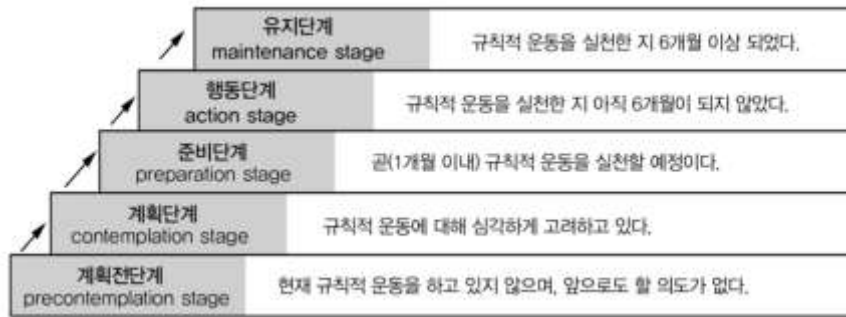 유지단계
maintenance stage
규칙적 운동을 실천한 지 6개월 이상 되었다.
행동단계
action stage
규칙적 운동을 실천한 지 아직 6개월이 되지 않았다.
준비단계
preparation stage
곧(1개월 이내) 규칙적 운동을 실천할 예정이다.
계획단계
contemplation stage
규칙적 운동에 대해 심각하게 고려하고 있다.
계획전단계
precontemplation stage
현재 규칙적 운동을 하고 있지 않으며, 앞으로도 할 의도가 없다.